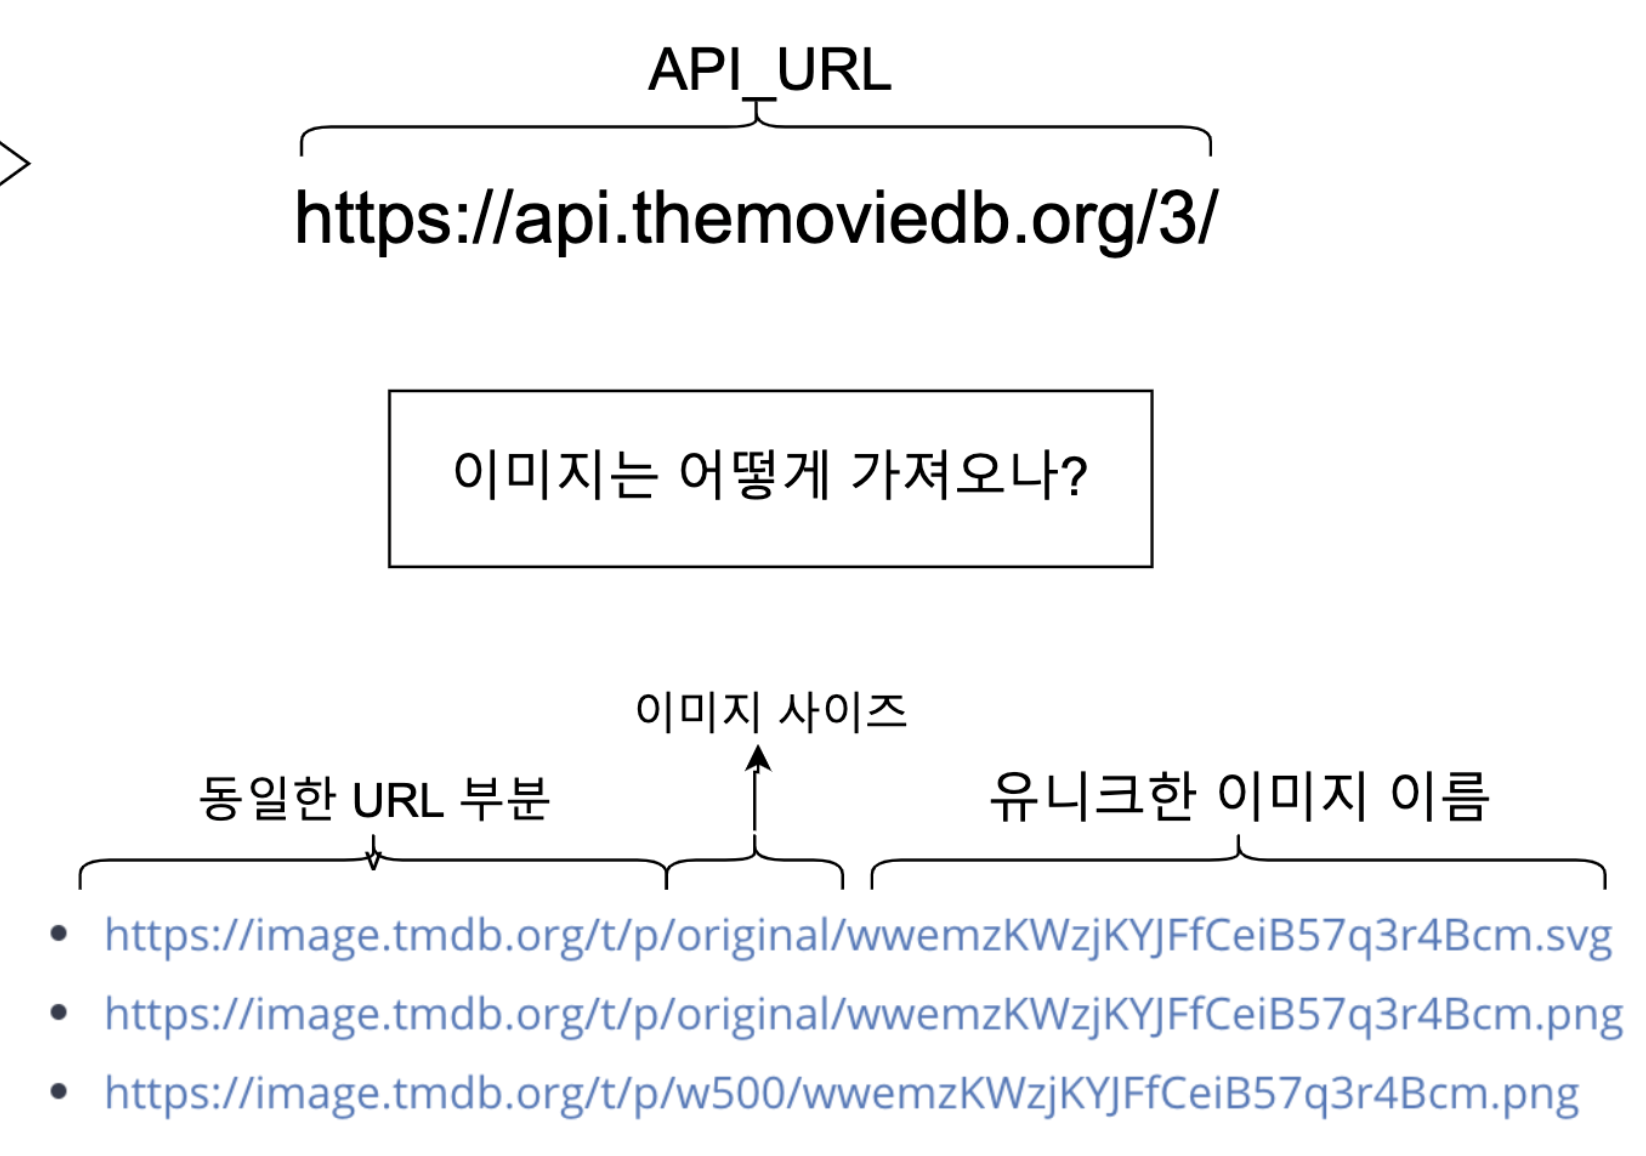 API_URL
https://api.themoviedb.org/3/
이미지는 어떻게 가져오나?
이미지 사이즈
동일한 URL 부분
유니크한 이미지 이름
• https://image.tmdb.org/t/p/original/wwemzKWzjKYJFfCeiB57q3r4Bcm.svg
• https://image.tmdb.org/t/p/original/wwemzKWzjKYJFfCeiB57q3r4Bcm.png
• https://image.tmdb.org/t/p/w500/wwemzKWzjKYJFfCeiB57q3r4Bcm.png